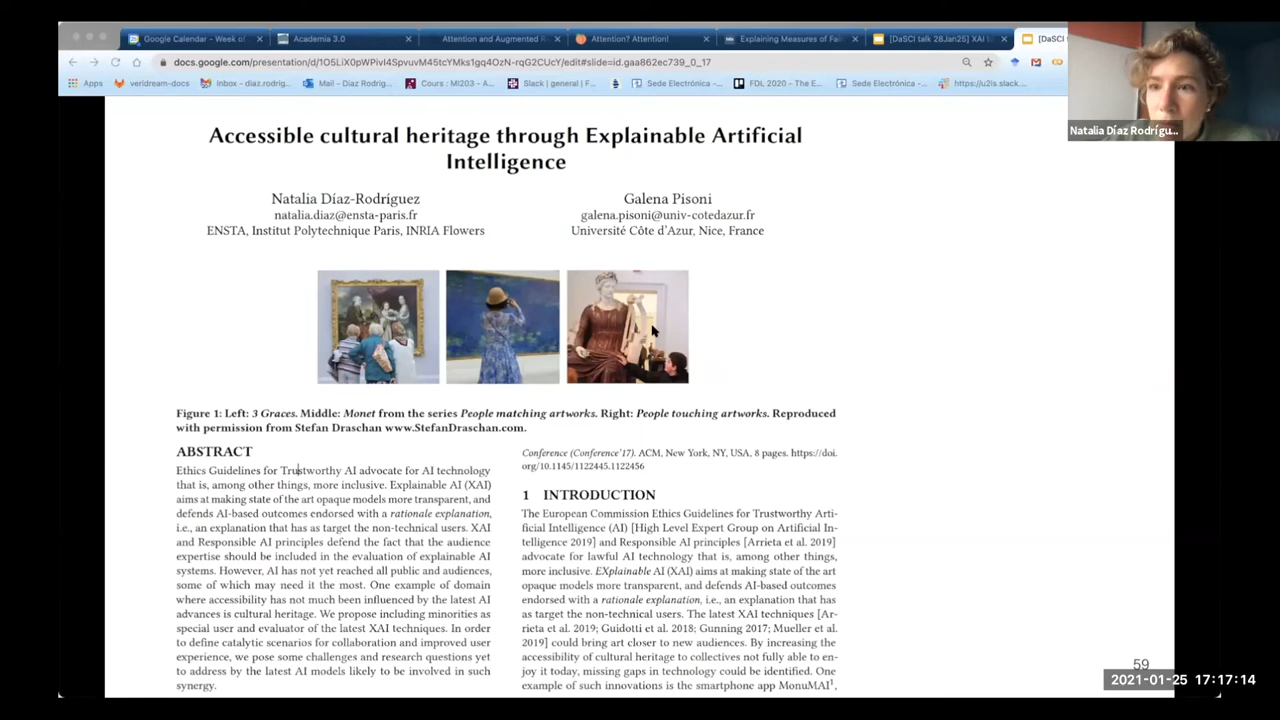 Google Calendar - Week of
Academia 3.0
Attention and Augmented R
Attention? Attention!
Explaining Measures of Fai
[DaSCI talk 28Jan25] XAI t
[DaSCI t
docs.google.com/presentation/d/1O5LiX0pWPivI4SpvuvM45tcYMks1gq4OzN-rqG2CUcY/edit#slide=id.gaa862ec739_0_17
Apps
veridream-docs
Inbox - diaz.rodrig...
Mail - Díaz Rodríg...
Cours : MI203 - A...
Slack | general | F...
Sede Electrónica -...
FDL 2020 - The E...
Sede Electrónica -...
https://u2is.slack...
Natalia Díaz Rodrígu...
Accessible cultural heritage through Explainable Artificial
Intelligence
Natalia Díaz-Rodríguez
natalia.diaz@ensta-paris.fr
ENSTA, Institut Polytechnique Paris, INRIA Flowers
Galena Pisoni
galena.pisoni@univ-cotedazur.fr
Université Côte d'Azur, Nice, France
Figure 1: Left: 3 Graces. Middle: Monet from the series People matching artworks. Right: People touching artworks. Reproduced
with permission from Stefan Draschan www.StefanDraschan.com.
ABSTRACT
Ethics Guidelines for Trustworthy AI advocate for AI technology
that is, among other things, more inclusive. Explainable AI (XAI)
aims at making state of the art opaque models more transparent, and
defends AI-based outcomes endorsed with a rationale explanation,
i.e., an explanation that has as target the non-technical users. XAI
and Responsible AI principles defend the fact that the audience
expertise should be included in the evaluation of explainable AI
systems. However, AI has not yet reached all public and audiences,
some of which may need it the most. One example of domain
where accessibility has not much been influenced by the latest AI
advances is cultural heritage. We propose including minorities as
special user and evaluator of the latest XAI techniques. In order
to define catalytic scenarios for collaboration and improved user
experience, we pose some challenges and research questions yet
to address by the latest AI models likely to be involved in such
synergy.
Conference (Conference'17). ACM, New York, NY, USA, 8 pages. https://doi.
org/10.1145/1122445.1122456
1 INTRODUCTION
The European Commission Ethics Guidelines for Trustworthy Arti-
ficial Intelligence (AI) [High Level Expert Group on Artificial In-
telligence 2019] and Responsible AI principles [Arrieta et al. 2019]
advocate for lawful AI technology that is, among other things,
more inclusive. EXplainable AI (XAI) aims at making state of the art
opaque models more transparent, and defends AI-based outcomes
endorsed with a rationale explanation, i.e., an explanation that has
as target the non-technical users. The latest XAI techniques [Ar-
rieta et al. 2019; Guidotti et al. 2018; Gunning 2017; Mueller et al.
2019] could bring art closer to new audiences. By increasing the
accessibility of cultural heritage to collectives not fully able to en-
joy it today, missing gaps in technology could be identified. One
example of such innovations is the smartphone app MonuMAI¹,
59
2021-01-25 17:17:14